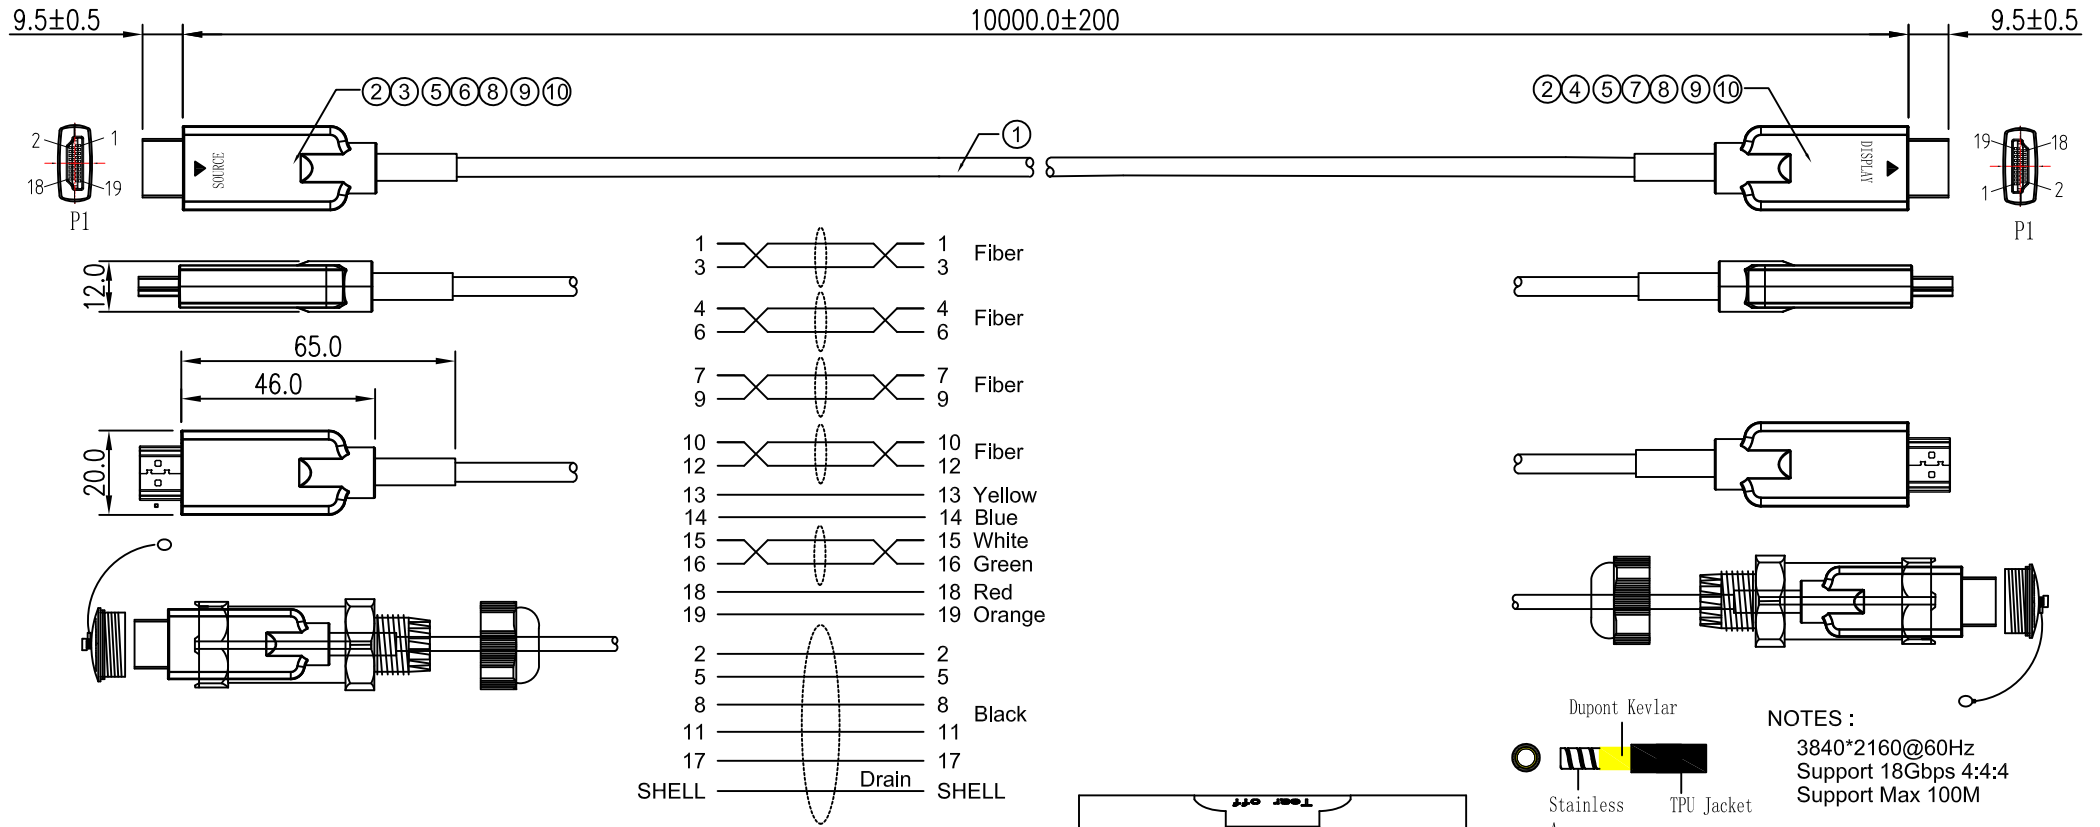 9.5±0.5 10000.0±200 9.5±0.5
②③⑤⑥⑧⑨⑩ ②④⑤⑦⑧⑨⑩
①
2 1
18 19
P1
SOURCE
DISPLAY
19 18
1 2
P1
12.0
65.0
46.0
20.0
1 1 Fiber
3 3
4 4 Fiber
6 6
7 7 Fiber
9 9
10 10 Fiber
12 12
13 13 Yellow
14 14 Blue
15 15 White
16 16 Green
18 18 Red
19 19 Orange
2 2
5 5
8 8 Black
11 11
17 17
SHELL Drain SHELL
Tear off
Dupont Kevlar
Stainless TPU Jacket
NOTES :
3840*2160@60Hz
Support 18Gbps 4:4:4
Support Max 100M